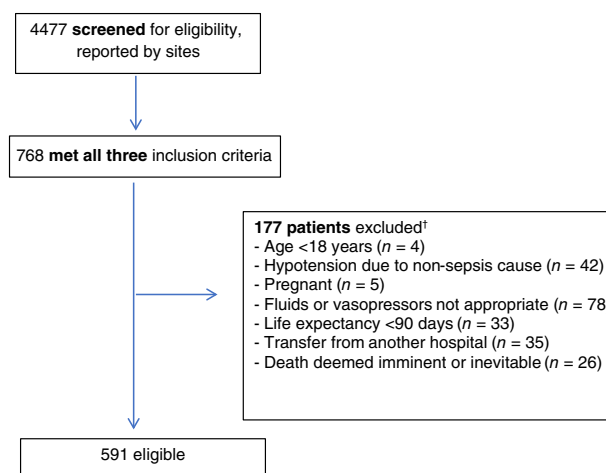 4477 screened for eligibility,
reported by sites
768 met all three inclusion criteria
177 patients excluded†
- Age <18 years (n = 4)
- Hypotension due to non-sepsis cause (n = 42)
- Pregnant (n = 5)
- Fluids or vasopressors not appropriate (n = 78
- Life expectancy <90 days (n = 33)
- Transfer from another hospital (n = 35)
- Death deemed imminent or inevitable (n = 26)
591 eligible